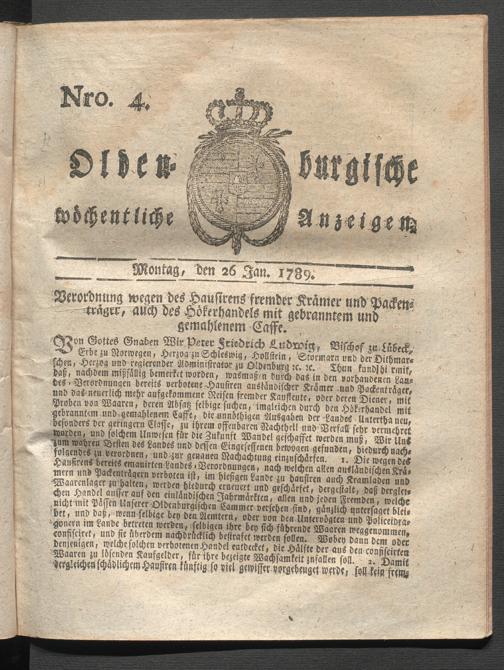 Nro. 4.
Olden-burgische
wöchentliche Anzeigen.
Montag, den 26 Jan. 1789.
Verordnung wegen des Hausirens fremder Krämer und Packen-
träger, auch des Hökerhandels mit gebranntem und
gemahlenem Caffe.
Von Gottes Gnaden Wir Peter Friedrich Ludwig, Bischof zu Lübeck,
Erbe zu Norwegen, Herzog zu Schleswig, Hollstein, Stormarn und der Dithmar-
schen, Herzog und regierender Administrator zu Oldenburg ꝛc. ꝛc. Thun kund hiemit,
daß, nachdem mißfällig bemerket worden, wasmaßen durch das in den vorhandenen Lan-
des-Verordnungen bereits verbotene Hausiren ausländischer Krämer und Packenträger,
und das neuerlich mehr aufgekommene Reisen fremder Kaufleute, oder deren Diener, mit
Proben von Waaren, deren Absatz selbige suchen, imgleichen durch den Hökerhandel mit
gebranntem und gemahlenem Caffe, die unnöthigen Ausgaben der Landes Unterthanen,
besonders der geringern Classe, zu ihrem offenbaren Nachtheil und Verfall sehr vermehret
worden, und solchem Unwesen für die Zukunft Wandel geschaffet werden muß, Wir Uns
zum wahren Besten des Landes und dessen Eingesessenen bewogen gefunden, hiedurch nach-
folgendes zu verordnen, und zur genauen Nachachtung einzuschärfen. 1. Die wegen des
Hausirens bereits emanirten Landes-Verordnungen, nach welchen allen ausländischen Krä-
mern und Packenträgern verboten ist, im hiesigen Lande zu hausiren auch Kramladen und
Waarenlager zu halten, werden hiedurch erneuert und geschärfet, dergestalt, daß derglei-
chen Handel ausser auf den einländischen Jahrmärkten, allen und jeden Fremden, welche
nicht mit Pässen Unserer Oldenburgischen Cammer versehen sind, gänzlich untersaget bleis
bet, und daß, wenn selbige bey den Aemtern, oder von den Untervögten und Policeydra-
gonern im Lande betreten werden, selbigen ihre bey sich führende Waaren weggenommen,
confisciret, und sie überdem nachdrücklich bestrafet werden sollen. Wobey dann dem oder
denjenigen, welche solchen verbotenen Handel entdecket, die Hälfte der aus den confiscirten
Waaren zu lösenden Kaufgelder, für ihre bezeigte Wachsamkeit zufallen soll. 2. Damit
dergleichen schädlichem Hausiren künftig so viel gewisser vorgebeuget werde, soll kein frem-